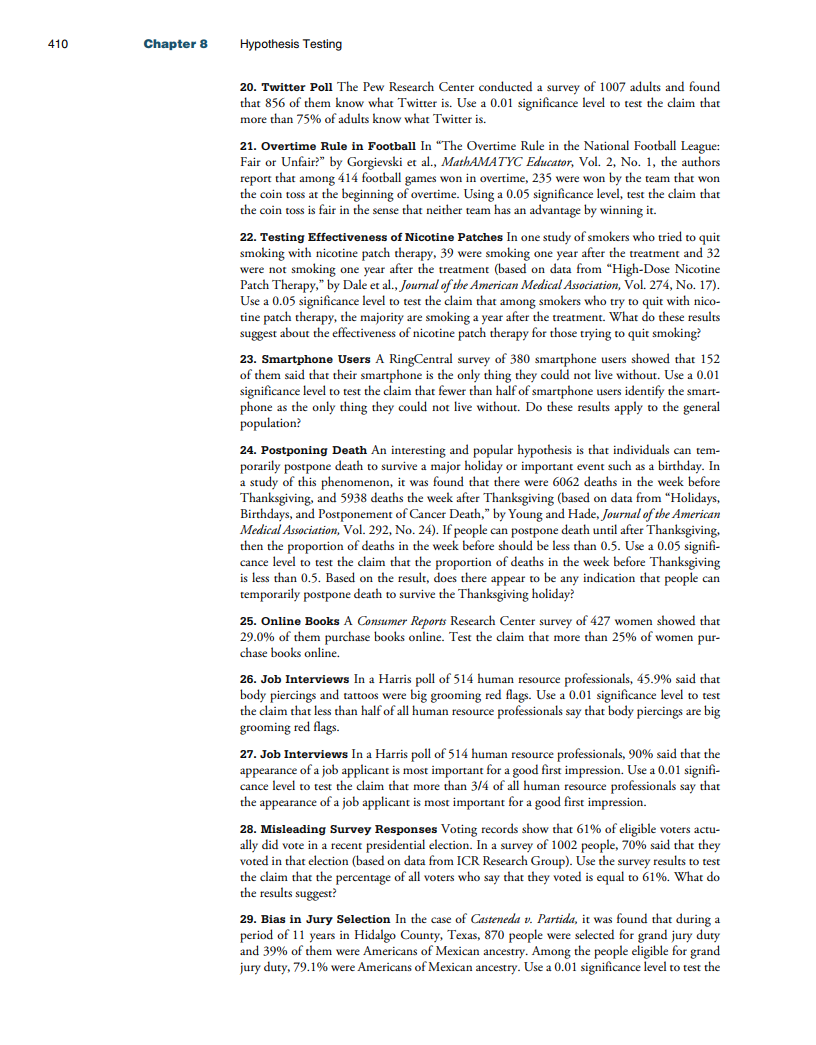 410 Chapter 8 Hypothesis Testing
20. Twitter Poll The Pew Research Center conducted a survey of 1007 adults and found
that 856 of them know what Twitter is. Use a 0.01 significance level to test the claim that
more than 75% of adults know what Twitter is.
21. Overtime Rule in Football In “The Overtime Rule in the National Football League:
Fair or Unfair?” by Gorgievski et al., MathAMATYC Educator, Vol. 2, No. 1, the authors
report that among 414 football games won in overtime, 235 were won by the team that won
the coin toss at the beginning of overtime. Using a 0.05 significance level, test the claim that
the coin toss is fair in the sense that neither team has an advantage by winning it.
22. Testing Effectiveness of Nicotine Patches In one study of smokers who tried to quit
smoking with nicotine patch therapy, 39 were smoking one year after the treatment and 32
were not smoking one year after the treatment (based on data from “High-Dose Nicotine
Patch Therapy,” by Dale et al., Journal of the American Medical Association, Vol. 274, No. 17).
Use a 0.05 significance level to test the claim that among smokers who try to quit with nico-
tine patch therapy, the majority are smoking a year after the treatment. What do these results
suggest about the effectiveness of nicotine patch therapy for those trying to quit smoking?
23. Smartphone Users A RingCentral survey of 380 smartphone users showed that 152
of them said that their smartphone is the only thing they could not live without. Use a 0.01
significance level to test the claim that fewer than half of smartphone users identify the smart-
phone as the only thing they could not live without. Do these results apply to the general
population?
24. Postponing Death An interesting and popular hypothesis is that individuals can tem-
porarily postpone death to survive a major holiday or important event such as a birthday. In
a study of this phenomenon, it was found that there were 6062 deaths in the week before
Thanksgiving, and 5938 deaths the week after Thanksgiving (based on data from “Holidays,
Birthdays, and Postponement of Cancer Death,” by Young and Hade, Journal of the American
Medical Association, Vol. 292, No. 24). If people can postpone death until after Thanksgiving,
then the proportion of deaths in the week before should be less than 0.5. Use a 0.05 signifi-
cance level to test the claim that the proportion of deaths in the week before Thanksgiving
is less than 0.5. Based on the result, does there appear to be any indication that people can
temporarily postpone death to survive the Thanksgiving holiday?
25. Online Books A Consumer Reports Research Center survey of 427 women showed that
29.0% of them purchase books online. Test the claim that more than 25% of women pur-
chase books online.
26. Job Interviews In a Harris poll of 514 human resource professionals, 45.9% said that
body piercings and tattoos were big grooming red flags. Use a 0.01 significance level to test
the claim that less than half of all human resource professionals say that body piercings are big
grooming red flags.
27. Job Interviews In a Harris poll of 514 human resource professionals, 90% said that the
appearance of a job applicant is most important for a good first impression. Use a 0.01 signifi-
cance level to test the claim that more than 3/4 of all human resource professionals say that
the appearance of a job applicant is most important for a good first impression.
28. Misleading Survey Responses Voting records show that 61% of eligible voters actu-
ally did vote in a recent presidential election. In a survey of 1002 people, 70% said that they
voted in that election (based on data from ICR Research Group). Use the survey results to test
the claim that the percentage of all voters who say that they voted is equal to 61%. What do
the results suggest?
29. Bias in Jury Selection In the case of Casteneda v. Partida, it was found that during a
period of 11 years in Hidalgo County, Texas, 870 people were selected for grand jury duty
and 39% of them were Americans of Mexican ancestry. Among the people eligible for grand
jury duty, 79.1% were Americans of Mexican ancestry. Use a 0.01 significance level to test the